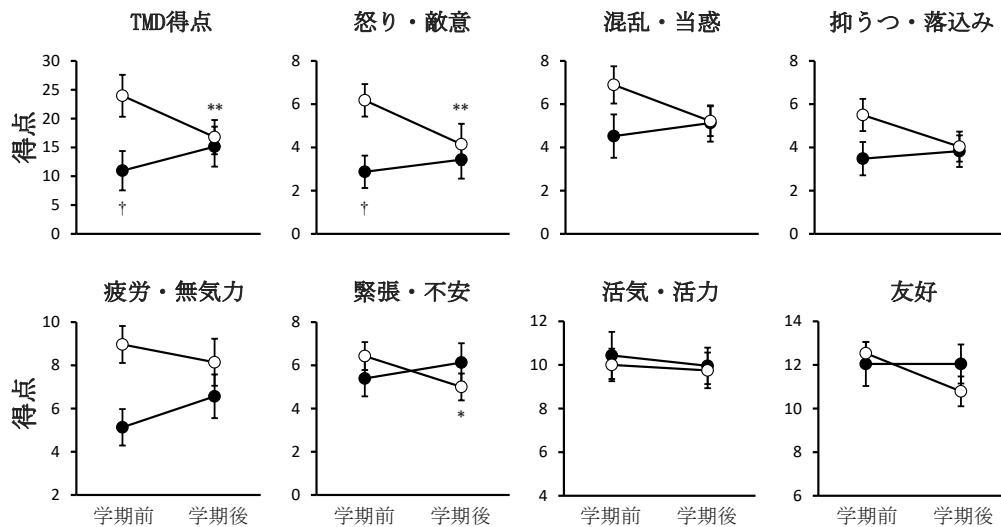 TMD得点
怒り・敵意
混乱・当惑
抑うつ・落込み
得点
30
25
20
15
10
5
0
**
†
8
6
4
2
0
**
†
8
6
4
2
0
8
6
4
2
0
疲労・無気力
緊張・不安
活気・活力
友好
得点
10
8
6
4
2
学期前
学期後
8
6
4
2
0
*
学期前
学期後
12
10
8
6
4
学期前
学期後
14
12
10
8
6
学期前
学期後